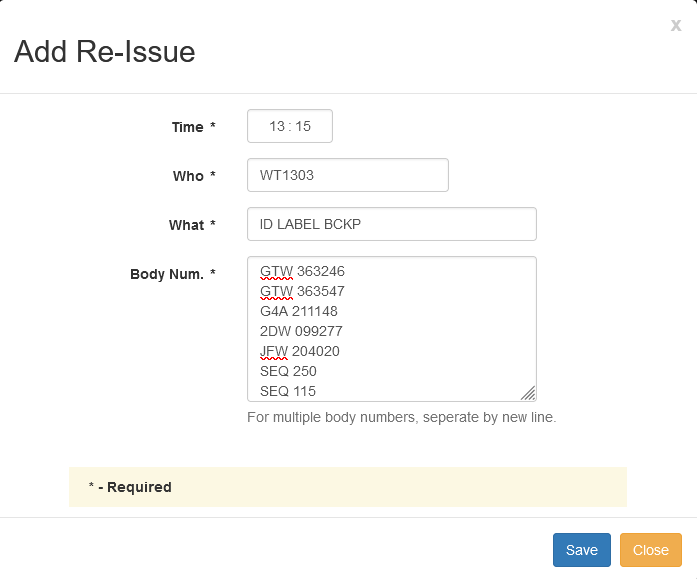 x
Add Re-Issue
Time *
13 : 15
Who *
WT1303
What *
ID LABEL BCKP
Body Num. *
GTW 363246
GTW 363547
G4A 211148
2DW 099277
JFW 204020
SEQ 250
SEQ 115
For multiple body numbers, seperate by new line.
* - Required
Save Close